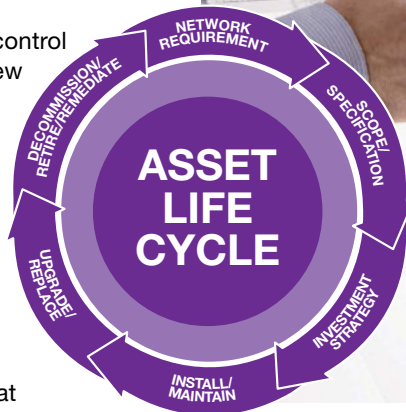 control
ew
NETWORK
REQUIREMENT
SCOPE/
SPECIFICATION
INVESTMENT
STRATEGY
INSTALL/
MAINTAIN
UPGRADE/
REPLACE
DECOMMISSION/
RETIRE/REMEDIATE
ASSET
LIFE
CYCLE
at